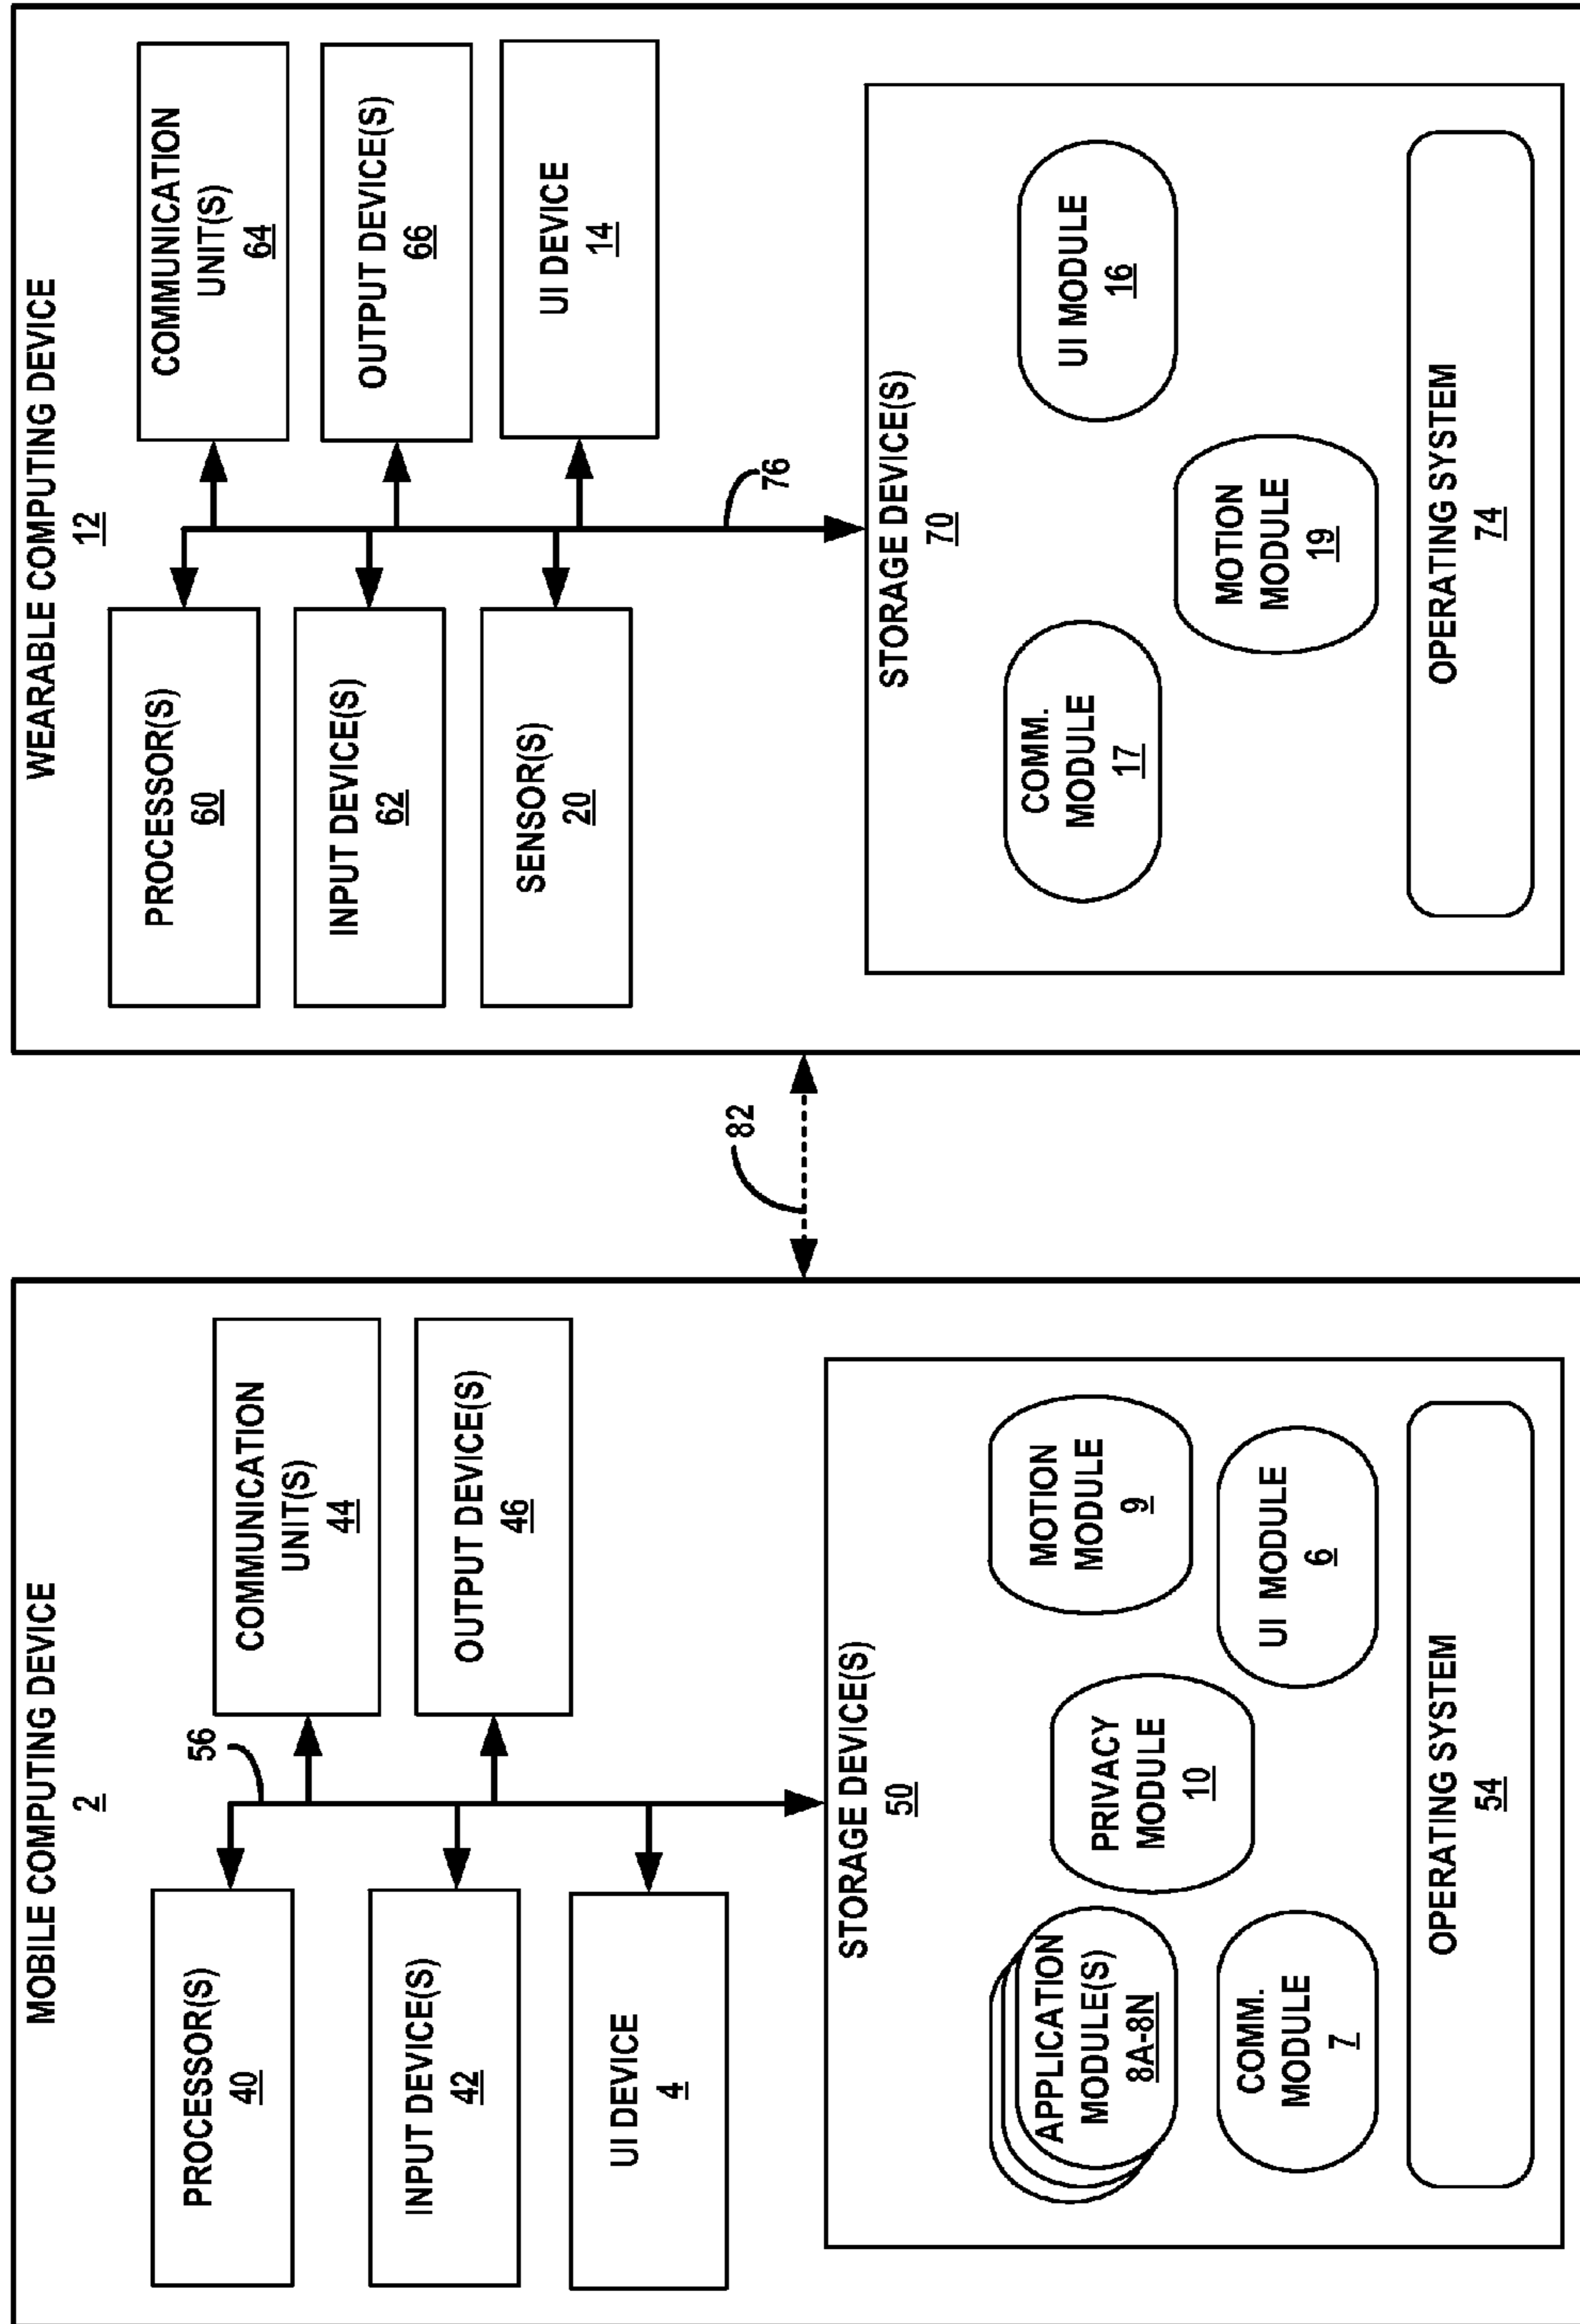 MOBILE COMPUTING DEVICE
2
56
PROCESSOR(S)
40
COMMUNICATION
UNIT(S)
44
INPUT DEVICE(S)
42
OUTPUT DEVICE(S)
46
UI DEVICE
4
STORAGE DEVICE(S)
50
APPLICATION
MODULE(S)
8A-8N
PRIVACY
MODULE
10
MOTION
MODULE
9
COMM.
MODULE
7
UI MODULE
6
OPERATING SYSTEM
54
82
WEARABLE COMPUTING DEVICE
12
PROCESSOR(S)
60
COMMUNICATION
UNIT(S)
64
INPUT DEVICE(S)
62
OUTPUT DEVICE(S)
66
SENSOR(S)
20
UI DEVICE
14
76
STORAGE DEVICE(S)
70
COMM.
MODULE
17
MOTION
MODULE
19
UI MODULE
16
OPERATING SYSTEM
74